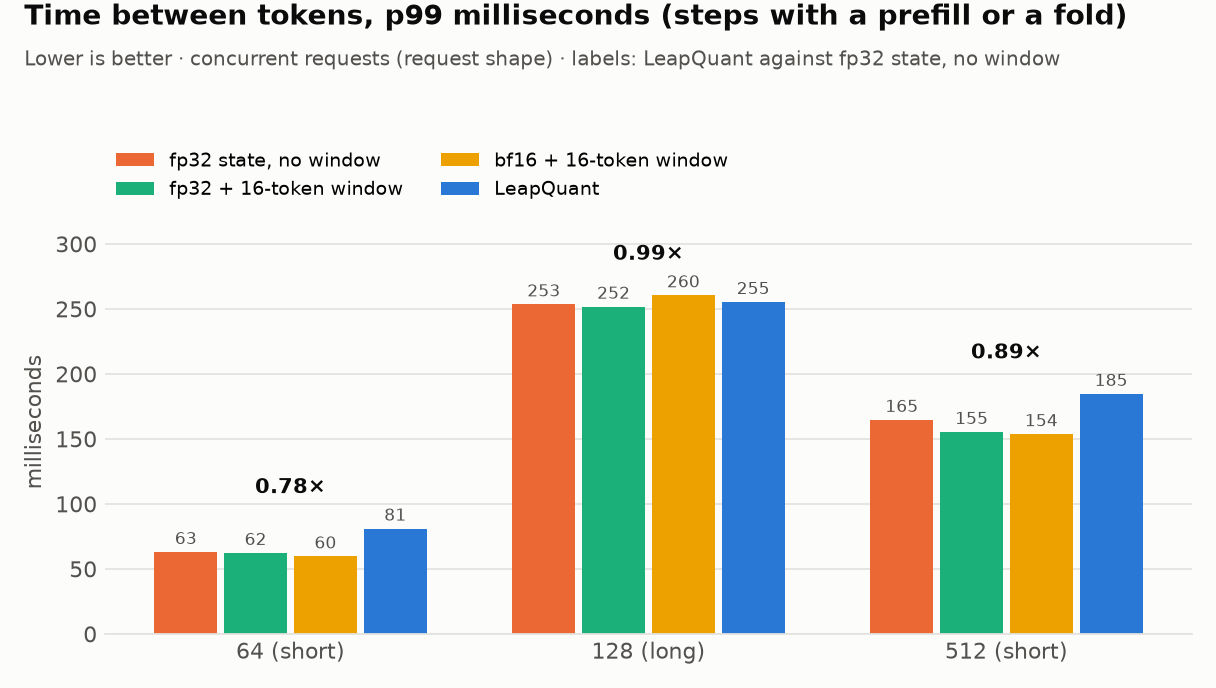 Time between tokens, p99 milliseconds (steps with a prefill or a fold)
Lower is better · concurrent requests (request shape) · labels: LeapQuant against fp32 state, no window
fp32 state, no window
bf16 + 16-token window
fp32 + 16-token window
LeapQuant
milliseconds
300
250
200
150
100
50
0
0.78×
63
62
60
81
0.99×
253
252
260
255
0.89×
165
155
154
185
64 (short)
128 (long)
512 (short)